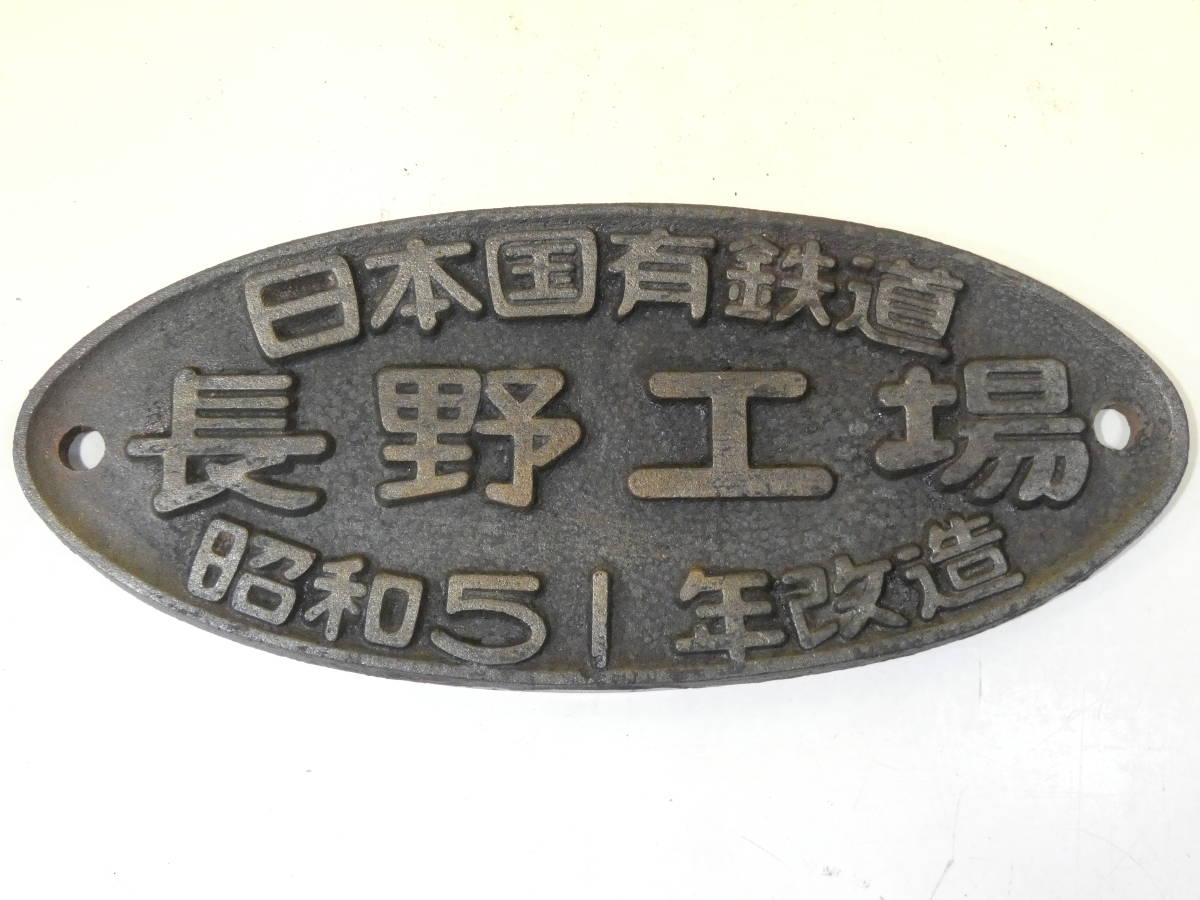 日本国有鉄道
長野工場
昭和51年改造